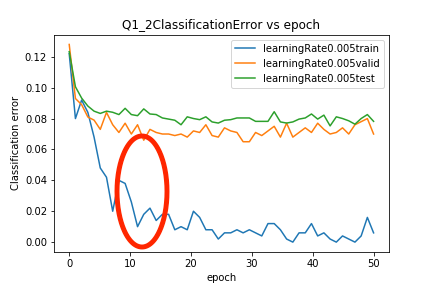 Q1_2ClassificationError vs epoch
learningRate0.005train
learningRate0.005valid
learningRate0.005test
Classification error
0.12
0.10
0.08
0.06
0.04
0.02
0.00
0 10 20 30 40 50
epoch